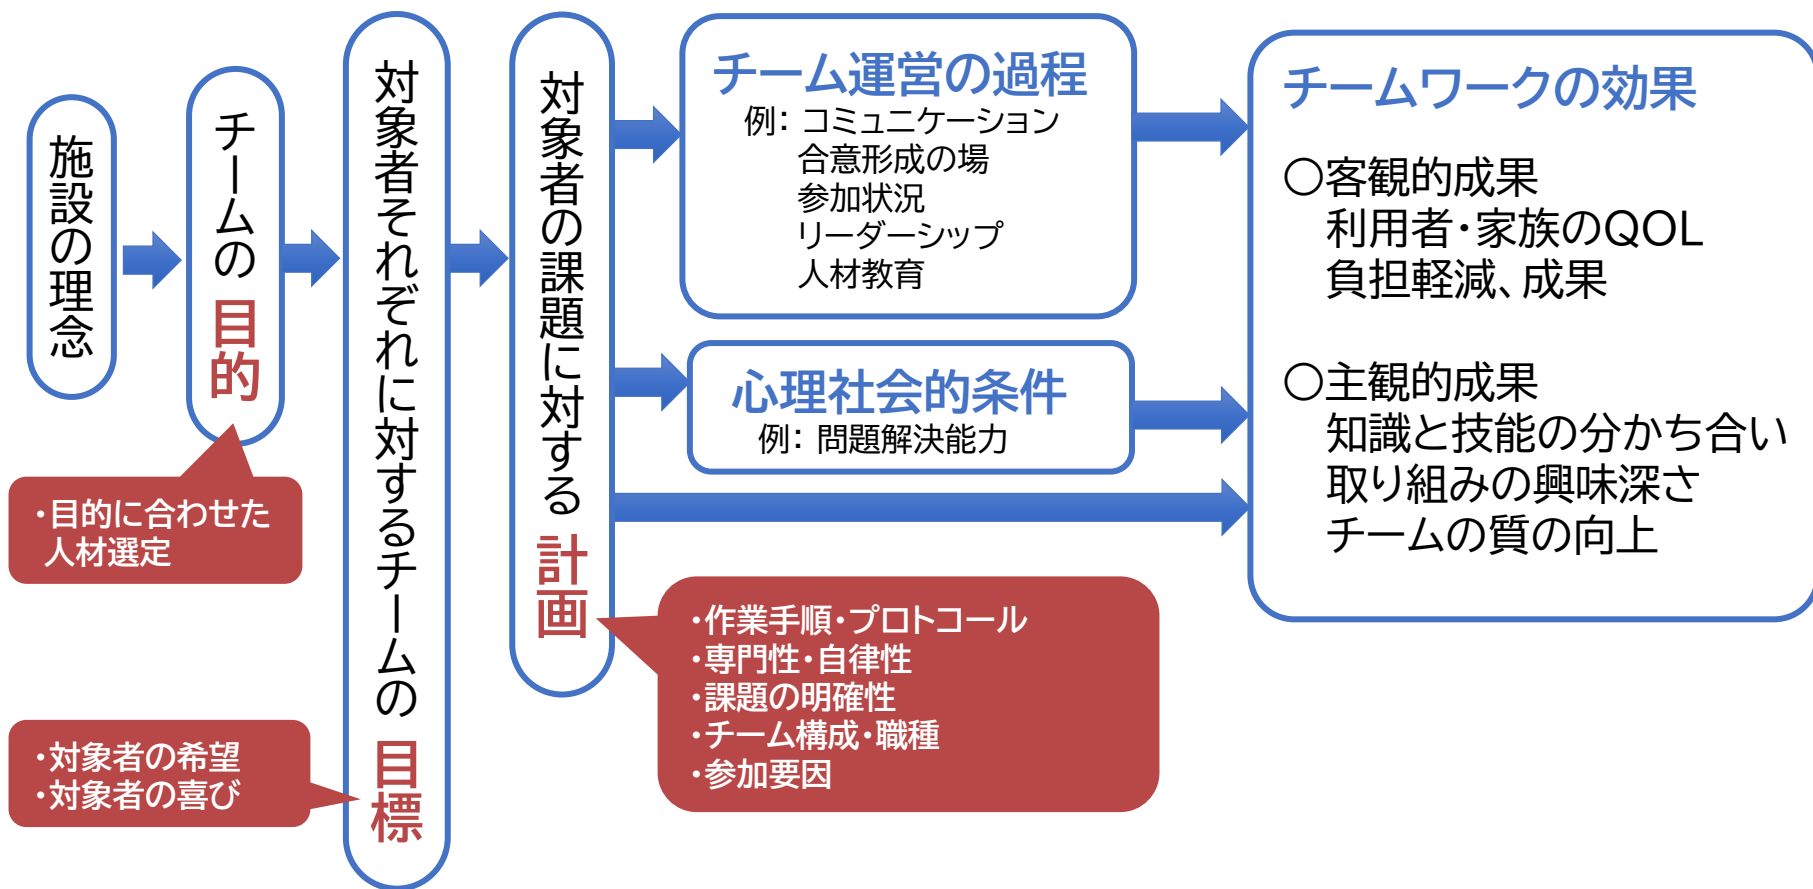 施設の理念
チームの 目的
対象者それぞれに対するチームの 目標
対象者の課題に対する 計画
チーム運営の過程
例：コミュニケーション
合意形成の場
参加状況
リーダーシップ
人材教育
心理社会的条件
例：問題解決能力
チームワークの効果
○客観的成果
利用者・家族のQOL
負担軽減、成果
○主観的成果
知識と技能の分かち合い
取り組みの興味深さ
チームの質の向上
・目的に合わせた
人材選定
・対象者の希望
・対象者の喜び
・作業手順・プロトコール
・専門性・自律性
・課題の明確性
・チーム構成・職種
・参加要因